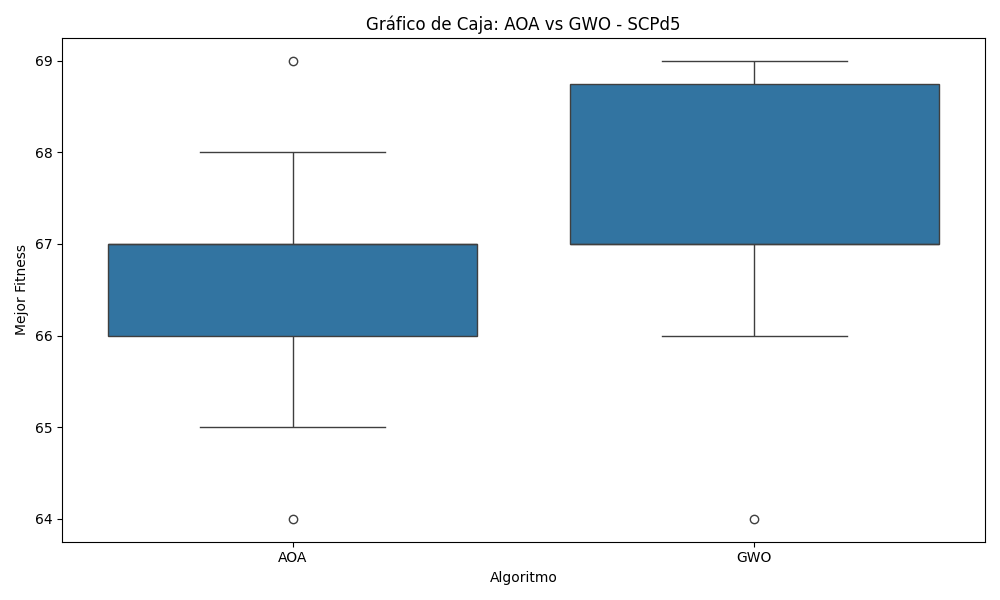 Gráfico de Caja: AOA vs GWO - SCPd5
Mejor Fitness
69
68
67
66
65
64
AOA
GWO
Algoritmo